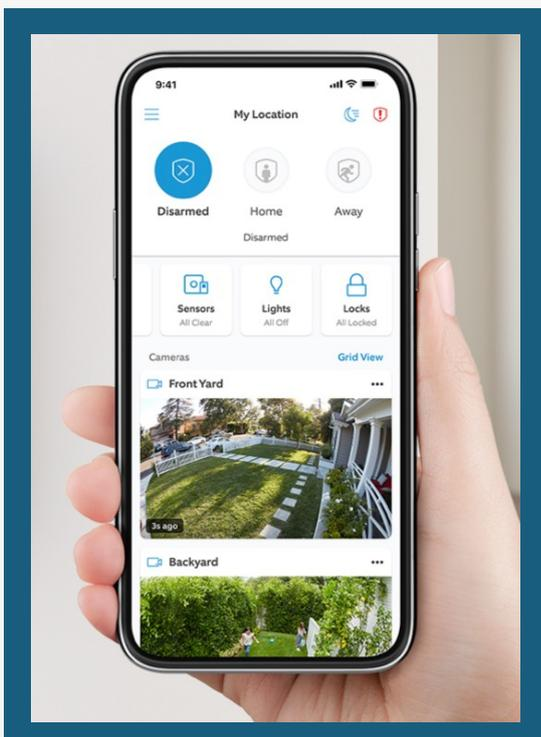 9:41
My Location
Disarmed Home Away
Disarmed
Sensors Lights Locks
All Clear All Off All Locked
Cameras Grid View
Front Yard
3s ago
Backyard